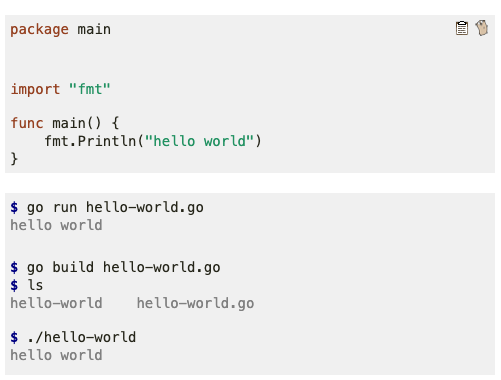 package main
import "fmt"
func main() {
    fmt.Println("hello world")
}
$ go run hello-world.go
hello world
$ go build hello-world.go
$ ls
hello-world    hello-world.go
$ ./hello-world
hello world